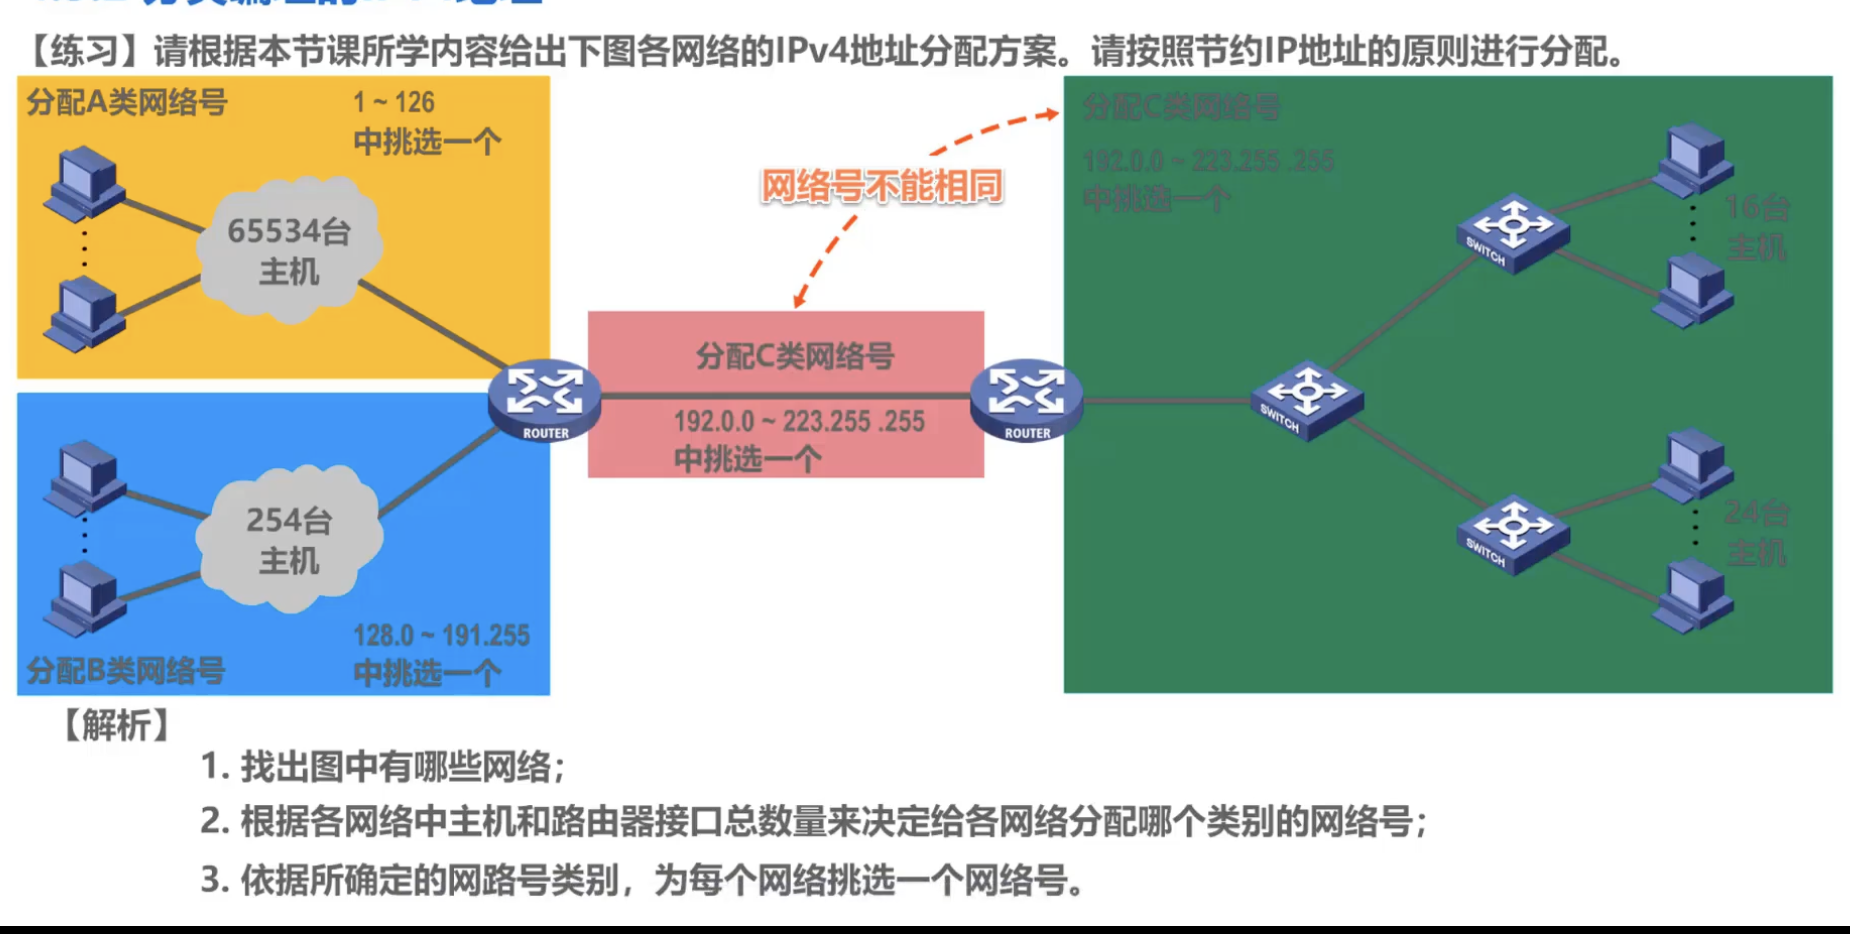 【练习】请根据本节课所学内容给出下图各网络的IPv4地址分配方案。请按照节约IP地址的原则进行分配。
分配A类网络号
1 ~ 126
中挑选一个
65534台
主机
254台
主机
128.0 ~ 191.255
中挑选一个
分配B类网络号
网络号不能相同
分配C类网络号
192.0.0 ~ 223.255 .255
中挑选一个
ROUTER
ROUTER
分配C类网络号
192.0.0 ~ 223.255 .255
中挑选一个
SWITCH
SWITCH
SWITCH
16台
主机
24台
主机
【解析】
1. 找出图中有哪些网络；
2. 根据各网络中主机和路由器接口总数量来决定给各网络分配哪个类别的网络号；
3. 依据所确定的网路号类别，为每个网络挑选一个网络号。